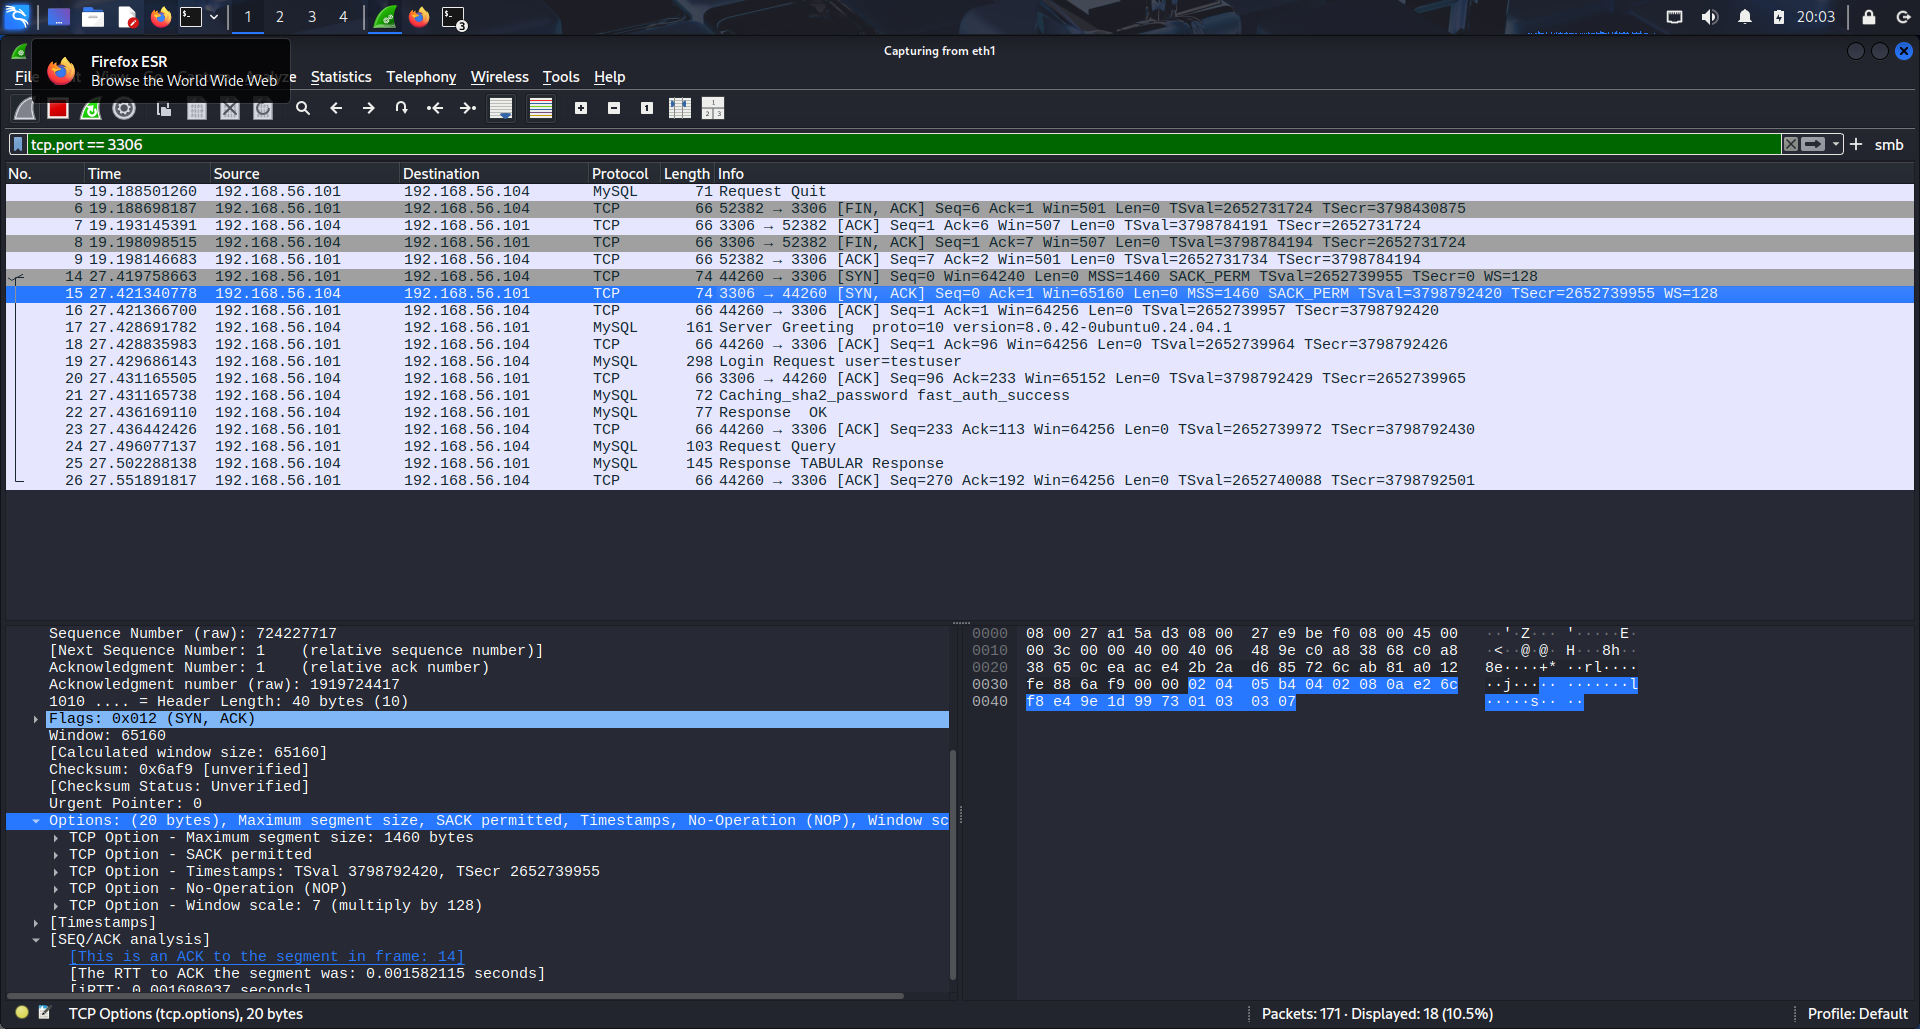 1 2 3 4 3 20:03
Capturing from eth1
Firefox ESR
Browse the World Wide Web
Statistics Telephony Wireless Tools Help
tcp.port == 3306 + smb
No. Time Source Destination Protocol Length Info
5 19.188501260 192.168.56.101 192.168.56.104 MySQL 71 Request Quit
6 19.188698187 192.168.56.101 192.168.56.104 TCP 66 52382 → 3306 [FIN, ACK] Seq=6 Ack=1 Win=501 Len=0 TSval=2652731724 TSecr=3798430875
7 19.193145391 192.168.56.104 192.168.56.101 TCP 66 3306 → 52382 [ACK] Seq=1 Ack=6 Win=507 Len=0 TSval=3798784191 TSecr=2652731724
8 19.198098515 192.168.56.104 192.168.56.101 TCP 66 3306 → 52382 [FIN, ACK] Seq=1 Ack=7 Win=507 Len=0 TSval=3798784194 TSecr=2652731724
9 19.198146683 192.168.56.101 192.168.56.104 TCP 66 52382 → 3306 [ACK] Seq=7 Ack=2 Win=501 Len=0 TSval=2652731734 TSecr=3798784194
14 27.419758663 192.168.56.101 192.168.56.104 TCP 74 44260 → 3306 [SYN] Seq=0 Win=64240 Len=0 MSS=1460 SACK_PERM TSval=2652739955 TSecr=0 WS=128
15 27.421340778 192.168.56.104 192.168.56.101 TCP 74 3306 → 44260 [SYN, ACK] Seq=0 Ack=1 Win=65160 Len=0 MSS=1460 SACK_PERM TSval=3798792420 TSecr=2652739955 WS=128
16 27.421366700 192.168.56.101 192.168.56.104 TCP 66 44260 → 3306 [ACK] Seq=1 Ack=1 Win=64256 Len=0 TSval=2652739957 TSecr=3798792420
17 27.428691782 192.168.56.104 192.168.56.101 MySQL 161 Server Greeting proto=10 version=8.0.42-0ubuntu0.24.04.1
18 27.428835983 192.168.56.101 192.168.56.104 TCP 66 44260 → 3306 [ACK] Seq=1 Ack=96 Win=64256 Len=0 TSval=2652739964 TSecr=3798792426
19 27.429686143 192.168.56.101 192.168.56.104 MySQL 298 Login Request user=testuser
20 27.431165505 192.168.56.104 192.168.56.101 TCP 66 3306 → 44260 [ACK] Seq=96 Ack=233 Win=65152 Len=0 TSval=3798792429 TSecr=2652739965
21 27.431165738 192.168.56.104 192.168.56.101 MySQL 72 Caching_sha2_password fast_auth_success
22 27.436169110 192.168.56.104 192.168.56.101 MySQL 77 Response OK
23 27.436442426 192.168.56.101 192.168.56.104 TCP 66 44260 → 3306 [ACK] Seq=233 Ack=113 Win=64256 Len=0 TSval=2652739972 TSecr=3798792430
24 27.496077137 192.168.56.101 192.168.56.104 MySQL 103 Request Query
25 27.502288138 192.168.56.104 192.168.56.101 MySQL 145 Response TABULAR Response
26 27.551891817 192.168.56.101 192.168.56.104 TCP 66 44260 → 3306 [ACK] Seq=270 Ack=192 Win=64256 Len=0 TSval=2652740088 TSecr=3798792501
Sequence Number (raw): 724227717
[Next Sequence Number: 1 (relative sequence number)]
Acknowledgment Number: 1 (relative ack number)
Acknowledgment number (raw): 1919724417
1010 .... = Header Length: 40 bytes (10)
Flags: 0x012 (SYN, ACK)
Window: 65160
[Calculated window size: 65160]
Checksum: 0x6af9 [unverified]
[Checksum Status: Unverified]
Urgent Pointer: 0
Options: (20 bytes), Maximum segment size, SACK permitted, Timestamps, No-Operation (NOP), Window sc
TCP Option - Maximum segment size: 1460 bytes
TCP Option - SACK permitted
TCP Option - Timestamps: TSval 3798792420, TSecr 2652739955
TCP Option - No-Operation (NOP)
TCP Option - Window scale: 7 (multiply by 128)
[Timestamps]
[SEQ/ACK analysis]
[This is an ACK to the segment in frame: 14]
[The RTT to ACK the segment was: 0.001582115 seconds]
[iRTT: 0.001608037 seconds]
0000 08 00 27 a1 5a d3 08 00 27 e9 be f0 08 00 45 00 ··'·Z··· '·····E·
0010 00 3c 00 00 40 00 40 06 48 9e c0 a8 38 68 c0 a8 ·<··@·@· H···8h··
0020 38 65 0c ea ac e4 2b 2a d6 85 72 6c ab 81 a0 12 8e····+* ··rl····
0030 fe 88 6a f9 00 00 02 04 05 b4 04 02 08 0a e2 6c ··j····· ·······l
0040 f8 e4 9e 1d 99 73 01 03 03 07 ·····s·· ··
TCP Options (tcp.options), 20 bytes Packets: 171 · Displayed: 18 (10.5%) Profile: Default